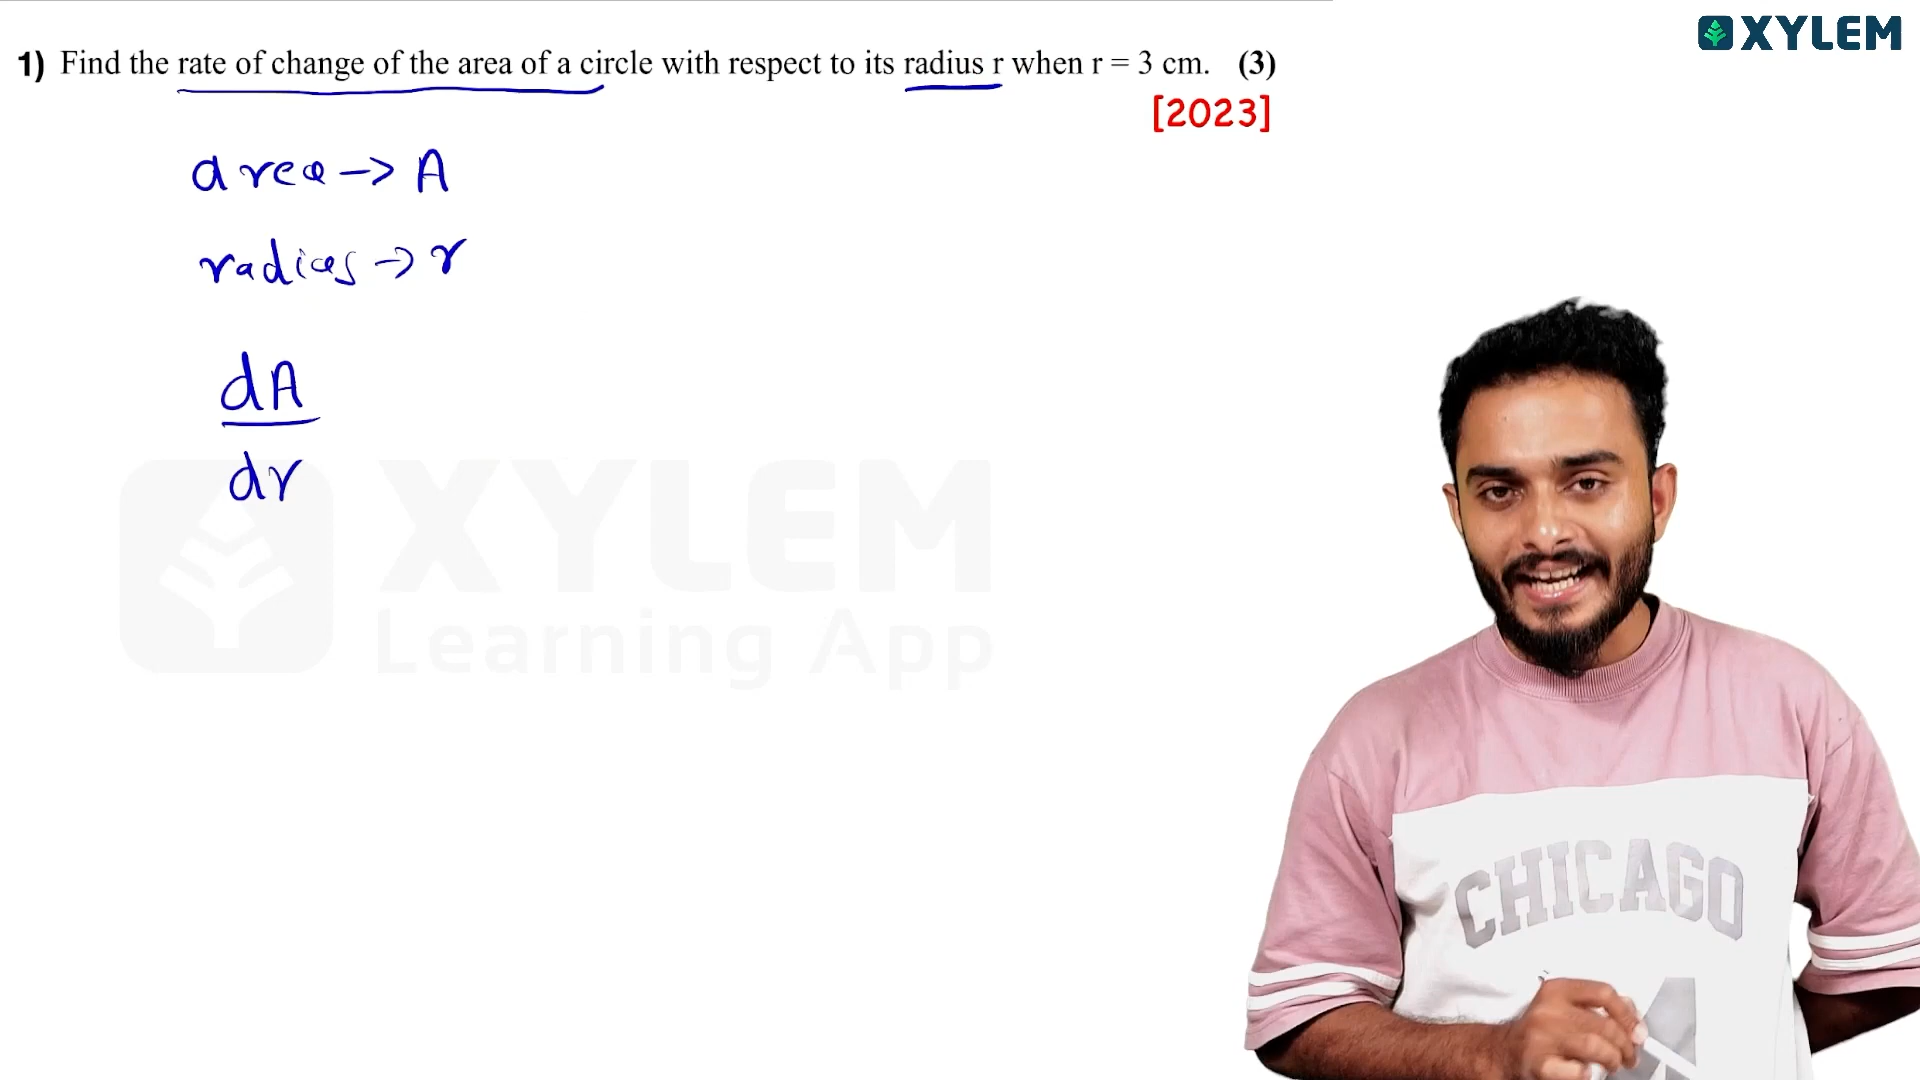 XYLEM
1) Find the rate of change of the area of a circle with respect to its radius r when r = 3 cm. (3)
[2023]
area -> A
radius -> r
dA
dr
XYLEM
Learning App
CHICAGO